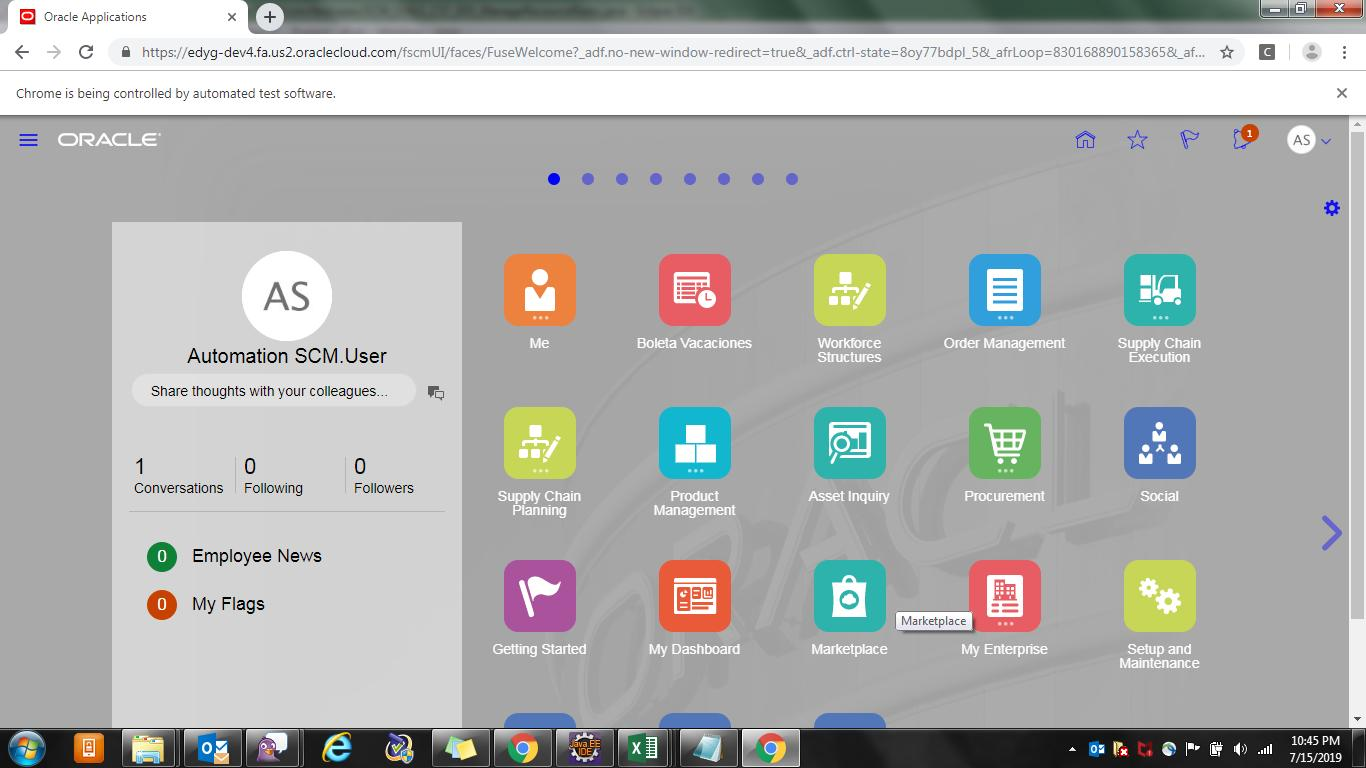 Oracle Applications
https://edyg-dev4.fa.us2.oraclecloud.com/fscmUI/faces/FuseWelcome?_adf.no-new-window-redirect=true&_adf.ctrl-state=8oy77bdpl_5&_afrLoop=830168890158365&_af...
C
Chrome is being controlled by automated test software.
ORACLE
1
AS
AS
Automation SCM.User
Share thoughts with your colleagues...
1
Conversations
0
Following
0
Followers
0 Employee News
0 My Flags
Me
Boleta Vacaciones
Workforce
Structures
Order Management
Supply Chain
Execution
Supply Chain
Planning
Product
Management
Asset Inquiry
Procurement
Social
Getting Started
My Dashboard
Marketplace
Marketplace
My Enterprise
Setup and
Maintenance
Java EE
IDE
10:45 PM
7/15/2019